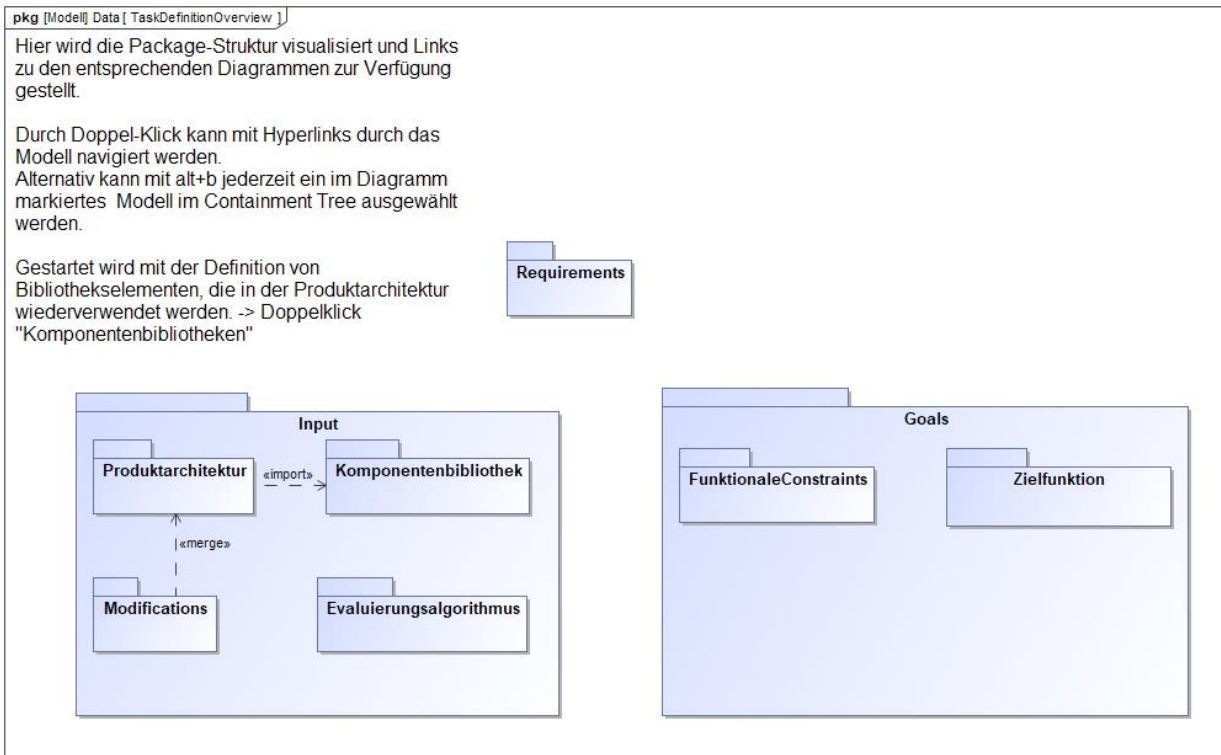 pkg [Modell] Data [ TaskDefinitionOverview ]
Hier wird die Package-Struktur visualisiert und Links
zu den entsprechenden Diagrammen zur Verfügung
gestellt.
Durch Doppel-Klick kann mit Hyperlinks durch das
Modell navigiert werden.
Alternativ kann mit alt+b jederzeit ein im Diagramm
markiertes Modell im Containment Tree ausgewählt
werden.
Gestartet wird mit der Definition von
Bibliothekselementen, die in der Produktarchitektur
wiederverwendet werden. -> Doppelklick
"Komponentenbibliotheken"
Requirements
Input
Produktarchitektur
«import»
Komponentenbibliothek
«merge»
Modifications
Evaluierungsalgorithmus
Goals
FunktionaleConstraints
Zielfunktion